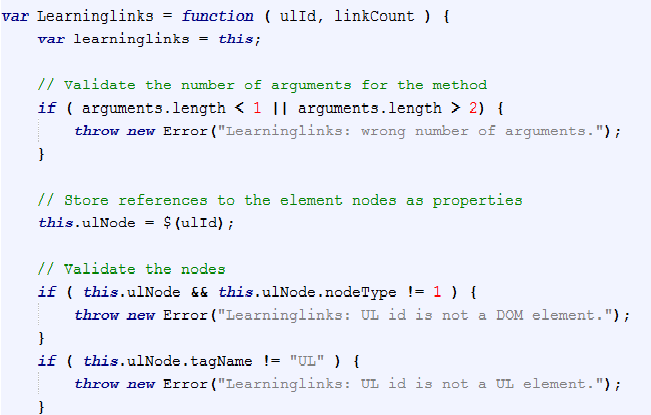 var Learninglinks = function ( ulId, linkCount ) {
    var learninglinks = this;

    // Validate the number of arguments for the method
    if ( arguments.length < 1 || arguments.length > 2) {
        throw new Error("Learninglinks: wrong number of arguments.");
    }

    // Store references to the element nodes as properties
    this.ulNode = $(ulId);

    // Validate the nodes
    if ( this.ulNode && this.ulNode.nodeType != 1 ) {
        throw new Error("Learninglinks: UL id is not a DOM element.");
    }
    if ( this.ulNode.tagName != "UL" ) {
        throw new Error("Learninglinks: UL id is not a UL element.");
    }